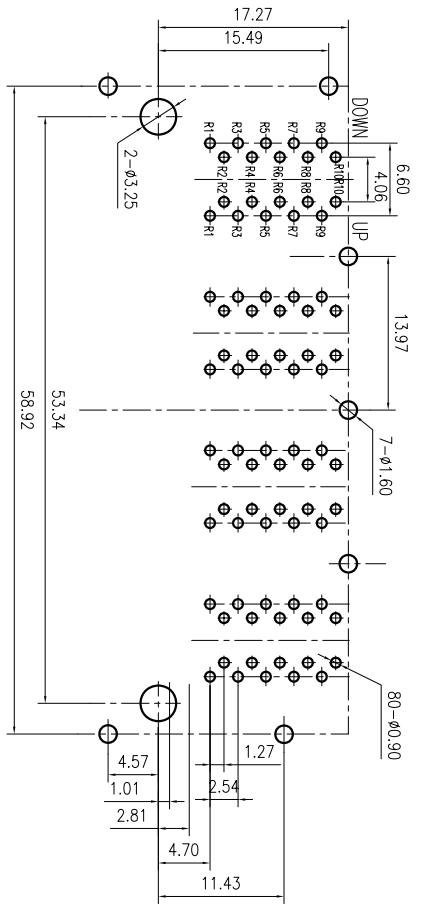 17.27
15.49
DOWN
UP
6.60
4.06
13.97
R1
R3
R5
R7
R9
R2
R4
R6
R8
R10
R2
R4
R6
R8
R10
R1
R3
R5
R7
R9
2-ø3.25
7-ø1.60
53.34
58.92
80-ø0.90
4.57
1.01
2.81
4.70
1.27
2.54
11.43